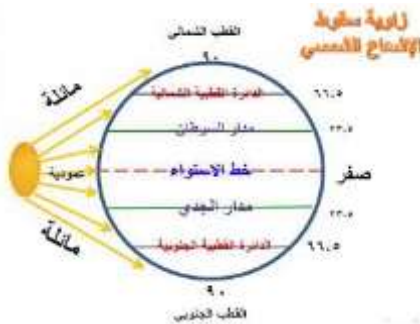 زاوية سقوط
الإشعاع الشمسي
القطب الشمالي
٩٠
مائلة
الدائرة القطبية الشمالية
٦٦.٥
مدار السرطان
٢٣.٥
عمودية
خط الاستواء
صفر
مدار الجدي
٢٣.٥
مائلة
الدائرة القطبية الجنوبية
٦٦.٥
٩٠
القطب الجنوبي